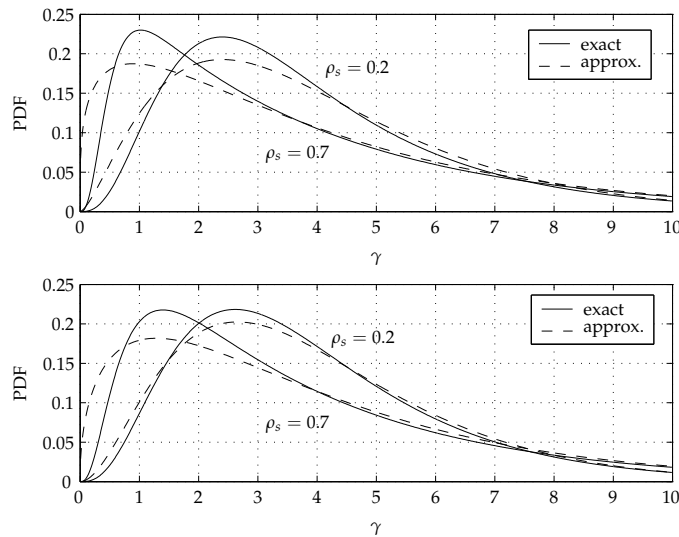 0.25
0.2
0.15
0.1
0.05
0
PDF
exact
approx.
ρs = 0.2
ρs = 0.7
0 1 2 3 4 5 6 7 8 9 10
γ
0.25
0.2
0.15
0.1
0.05
0
PDF
exact
approx.
ρs = 0.2
ρs = 0.7
0 1 2 3 4 5 6 7 8 9 10
γ